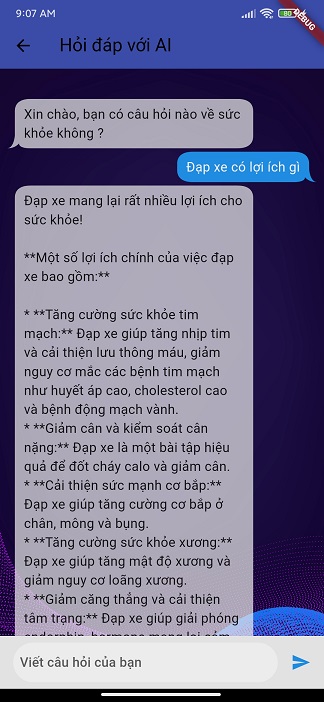 9:07 AM
80
DEBUG
Hỏi đáp với AI
Xin chào, bạn có câu hỏi nào về sức
khỏe không ?
Đạp xe có lợi ích gì
Đạp xe mang lại rất nhiều lợi ích cho
sức khỏe!
**Một số lợi ích chính của việc đạp
xe bao gồm:**
* **Tăng cường sức khỏe tim
mạch:** Đạp xe giúp tăng nhịp tim
và cải thiện lưu thông máu, giảm
nguy cơ mắc các bệnh tim mạch
như huyết áp cao, cholesterol cao
và bệnh động mạch vành.
* **Giảm cân và kiểm soát cân
nặng:** Đạp xe là một bài tập hiệu
quả để đốt cháy calo và giảm cân.
* **Cải thiện sức mạnh cơ bắp:**
Đạp xe giúp tăng cường cơ bắp ở
chân, mông và bụng.
* **Tăng cường sức khỏe xương:**
Đạp xe giúp tăng mật độ xương và
giảm nguy cơ loãng xương.
* **Giảm căng thẳng và cải thiện
tâm trạng:** Đạp xe giúp giải phóng
endorphin, hormone mang lại cảm
Viết câu hỏi của bạn